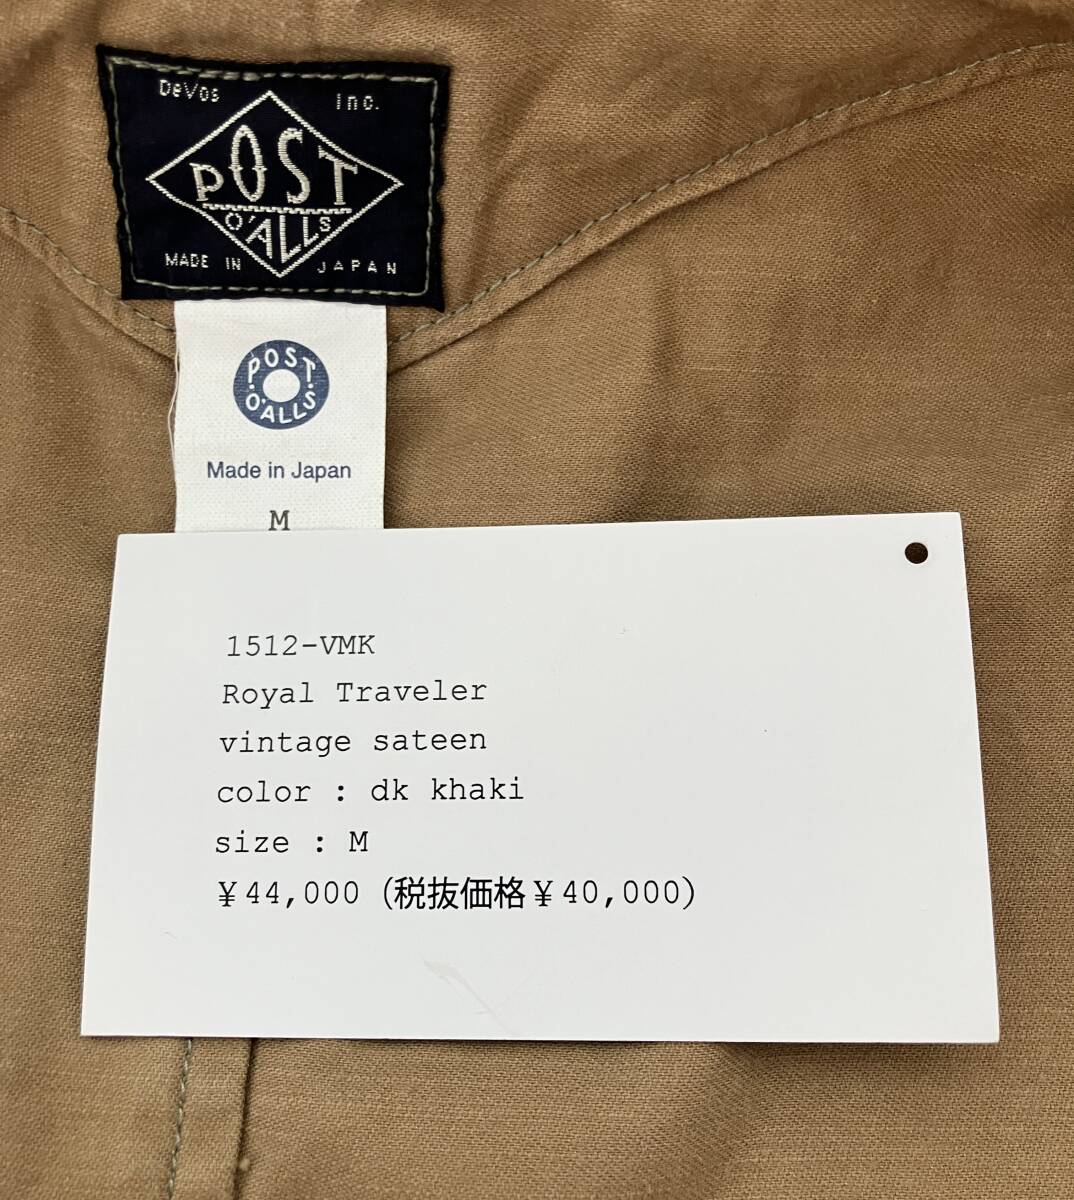 DeVos Inc.
POST
O'ALLS
MADE IN JAPAN
POST
O'ALLS
Made in Japan
M
1512-VMK
Royal Traveler
vintage sateen
color : dk khaki
size : M
￥44,000 (税抜価格￥40,000)